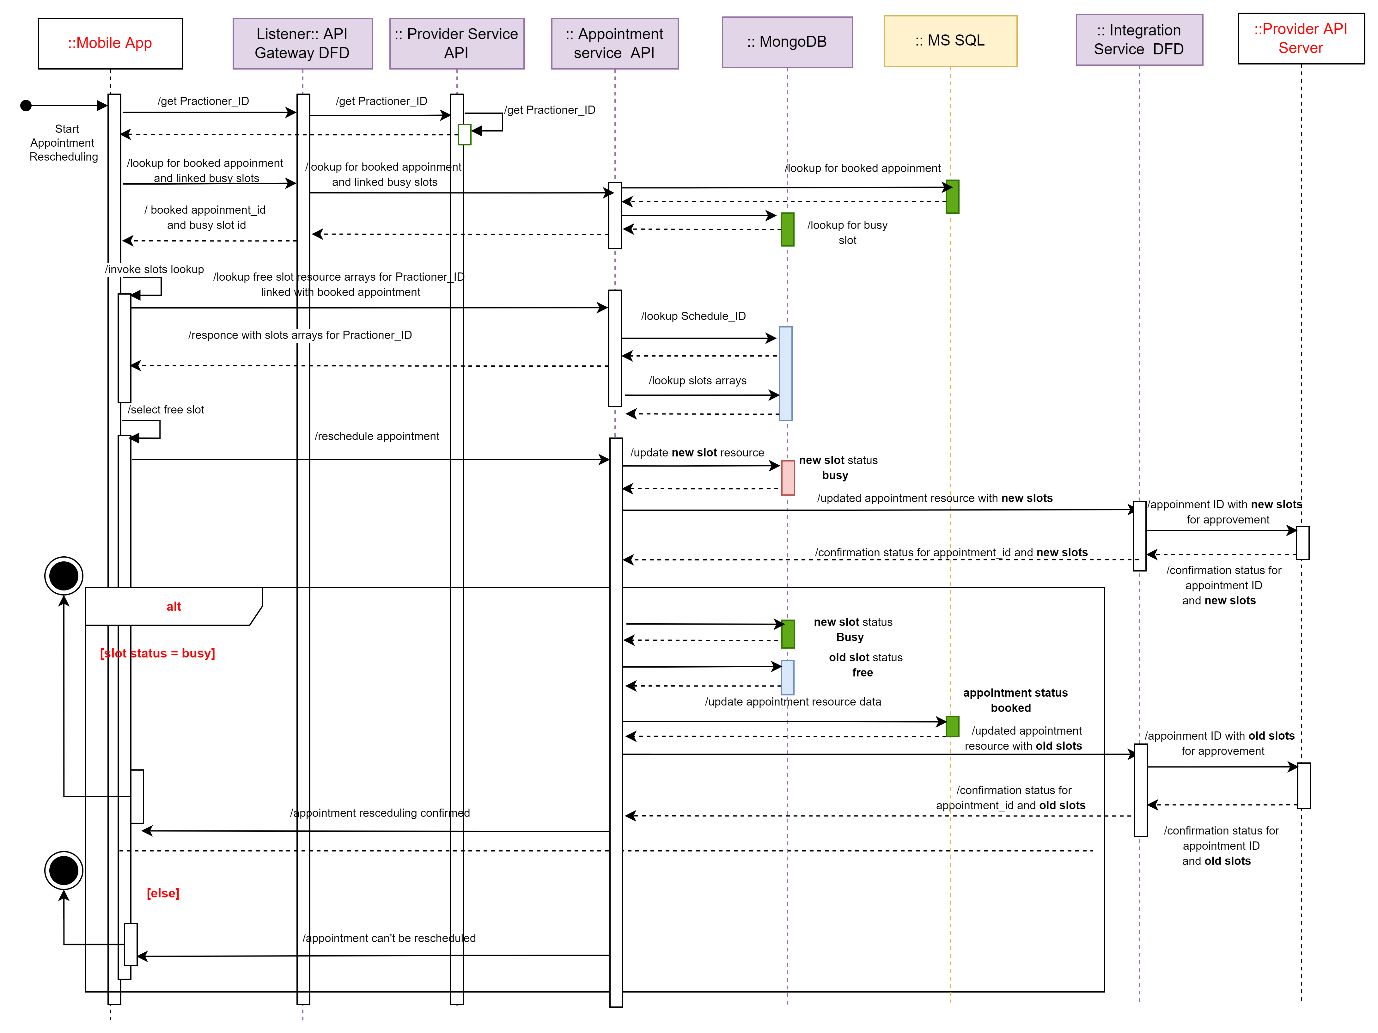 ::Mobile App
Listener:: API
Gateway DFD
:: Provider Service
API
:: Appointment
service  API
:: MongoDB
:: MS SQL
:: Integration
Service  DFD
::Provider API
Server
Start
Appointment
Rescheduling
/get Practioner_ID
/get Practioner_ID
/get Practioner_ID
/lookup for booked appoinment
and linked busy slots
/lookup for booked appoinment
and linked busy slots
/lookup for booked appoinment
/ booked appoinment_id
and busy slot id
/lookup for busy
slot
/invoke slots lookup
/lookup free slot resource arrays for Practioner_ID
linked with booked appointment
/lookup Schedule_ID
/responce with slots arrays for Practioner_ID
/lookup slots arrays
/select free slot
/reschedule appointment
/update new slot resource
new slot status
busy
/updated appointment resource with new slots
/appoinment ID with new slots
for approvement
/confirmation status for appointment_id and new slots
/confirmation status for
appointment ID
and new slots
alt
[slot status = busy]
new slot status
Busy
old slot status
free
/update appointment resource data
appointment status
booked
/updated appointment
resource with old slots
/appoinment ID with old slots
for approvement
/confirmation status for
appointment_id and old slots
/appointment resceduling confirmed
/confirmation status for
appointment ID
and old slots
[else]
/appointment can't be rescheduled